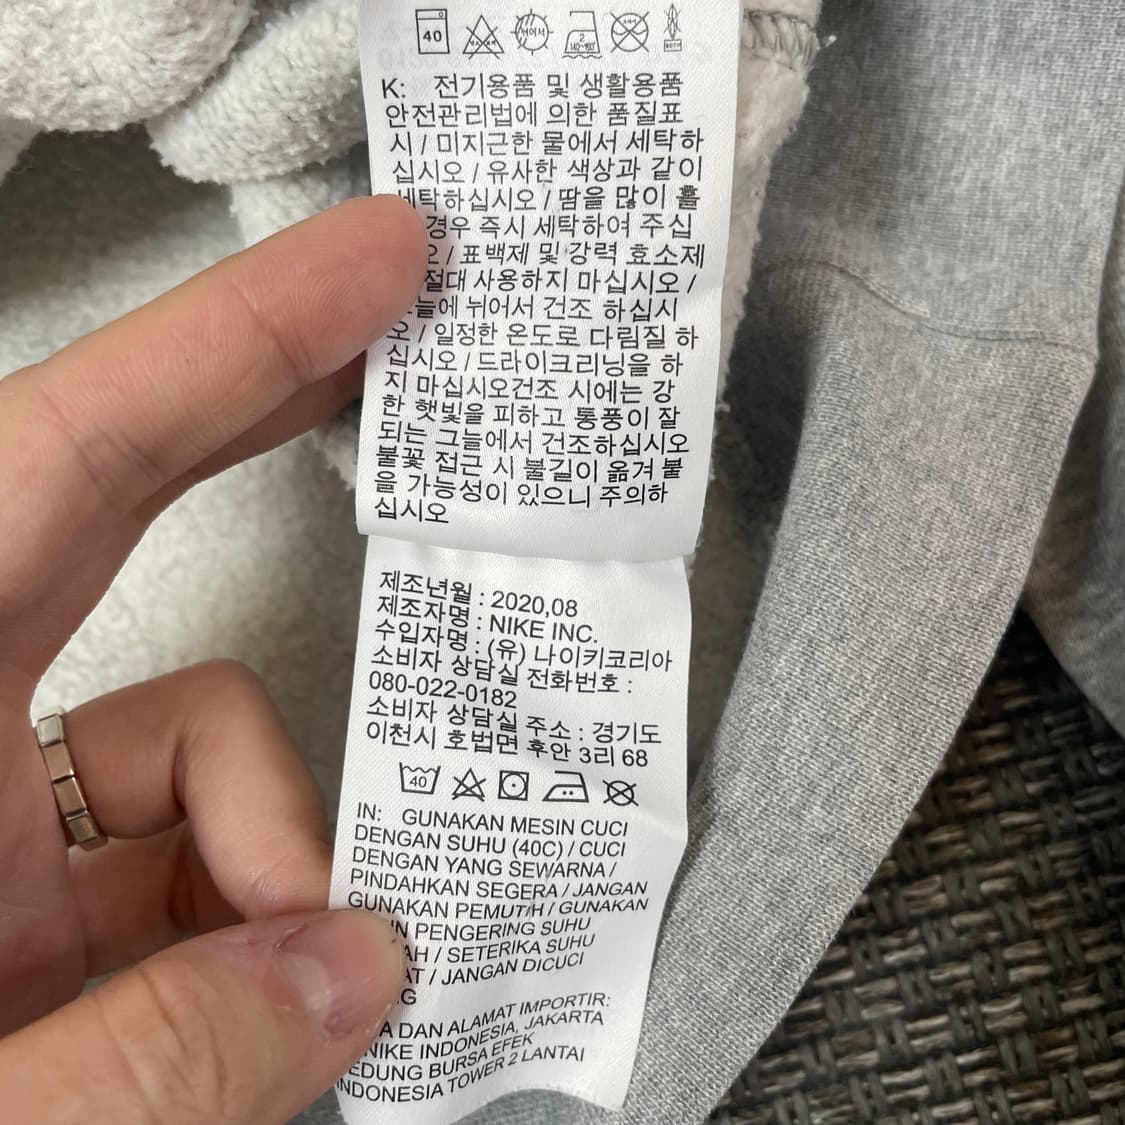 40
2
K: 전기용품 및 생활용품
안전관리법에 의한 품질표
시 / 미지근한 물에서 세탁하
십시오 / 유사한 색상과 같이
세탁하십시오 / 땀을 많이 흘
경우 즉시 세탁하여 주십
오 / 표백제 및 강력 효소제
절대 사용하지 마십시오 /
늘에 뉘어서 건조 하십시
오 / 일정한 온도로 다림질 하
십시오 / 드라이크리닝을 하
지 마십시오건조 시에는 강
한 햇빛을 피하고 통풍이 잘
되는 그늘에서 건조하십시오
불꽃 접근 시 불길이 옮겨 붙
을 가능성이 있으니 주의하
십시오
제조년월 : 2020,08
제조자명 : NIKE INC.
수입자명 : (유) 나이키코리아
소비자 상담실 전화번호 :
080-022-0182
소비자 상담실 주소 : 경기도
이천시 호법면 후안 3리 68
40
IN: GUNAKAN MESIN CUCI
DENGAN SUHU (40C) / CUCI
DENGAN YANG SEWARNA /
PINDAHKAN SEGERA / JANGAN
GUNAKAN PEMUTIH / GUNAKAN
PENGERING SUHU
/ SETERIKA SUHU
/ JANGAN DICUCI
DAN ALAMAT IMPORTIR:
NIKE INDONESIA, JAKARTA
EDUNG BURSA EFEK
INDONESIA TOWER 2 LANTAI